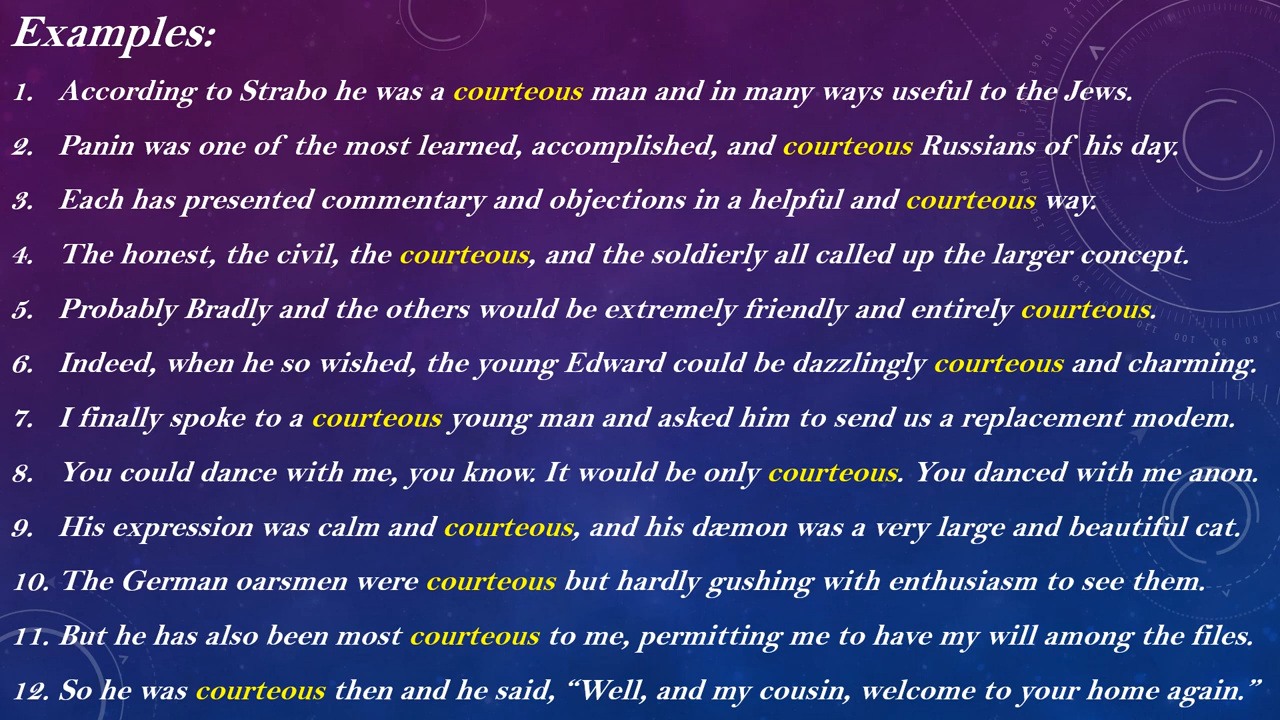 Examples:
1. According to Strabo he was a courteous man and in many ways useful to the Jews.
2. Panin was one of the most learned, accomplished, and courteous Russians of his day.
3. Each has presented commentary and objections in a helpful and courteous way.
4. The honest, the civil, the courteous, and the soldierly all called up the larger concept.
5. Probably Bradly and the others would be extremely friendly and entirely courteous.
6. Indeed, when he so wished, the young Edward could be dazzlingly courteous and charming.
7. I finally spoke to a courteous young man and asked him to send us a replacement modem.
8. You could dance with me, you know. It would be only courteous. You danced with me anon.
9. His expression was calm and courteous, and his dæmon was a very large and beautiful cat.
10. The German oarsmen were courteous but hardly gushing with enthusiasm to see them.
11. But he has also been most courteous to me, permitting me to have my will among the files.
12. So he was courteous then and he said, “Well, and my cousin, welcome to your home again.”